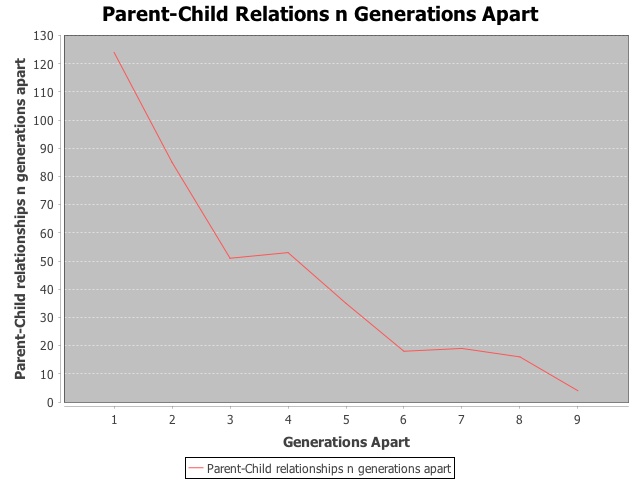 Parent-Child Relations n Generations Apart
Parent-Child relationships n generations apart
130
120
110
100
90
80
70
60
50
40
30
20
10
0
1 2 3 4 5 6 7 8 9
Generations Apart
Parent-Child relationships n generations apart